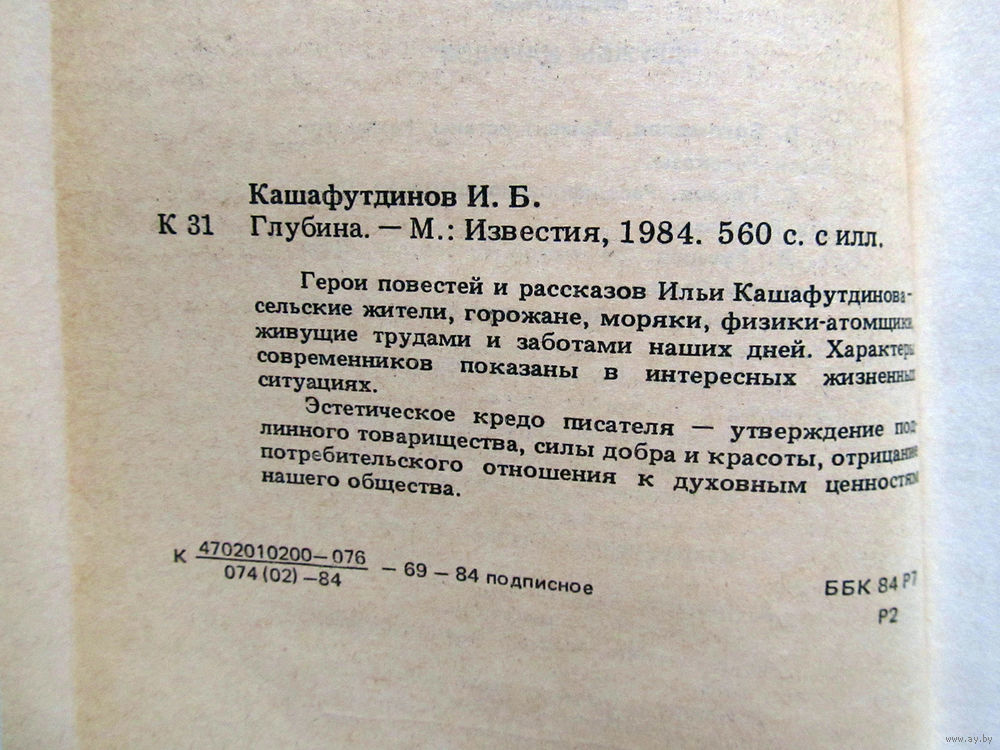 Кашафутдинов И. Б.
К 31 Глубина. — М.: Известия, 1984. 560 с. с илл.
Герои повестей и рассказов Ильи Кашафутдинова-
сельские жители, горожане, моряки, физики-атомщики,
живущие трудами и заботами наших дней. Характеры
современников показаны в интересных жизненных
ситуациях.
Эстетическое кредо писателя — утверждение под-
линного товарищества, силы добра и красоты, отрицание
потребительского отношения к духовным ценностям
нашего общества.
К 4702010200—076
074(02)—84 — 69 — 84 подписное
ББК 84 Р7
Р2
www.ay.by